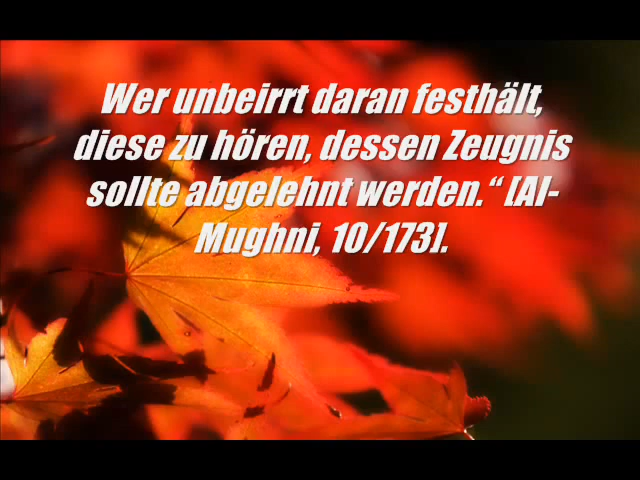 Wer unbeirrt daran festhält,
diese zu hören, dessen Zeugnis
sollte abgelehnt werden.“ [Al-
Mughni, 10/173].